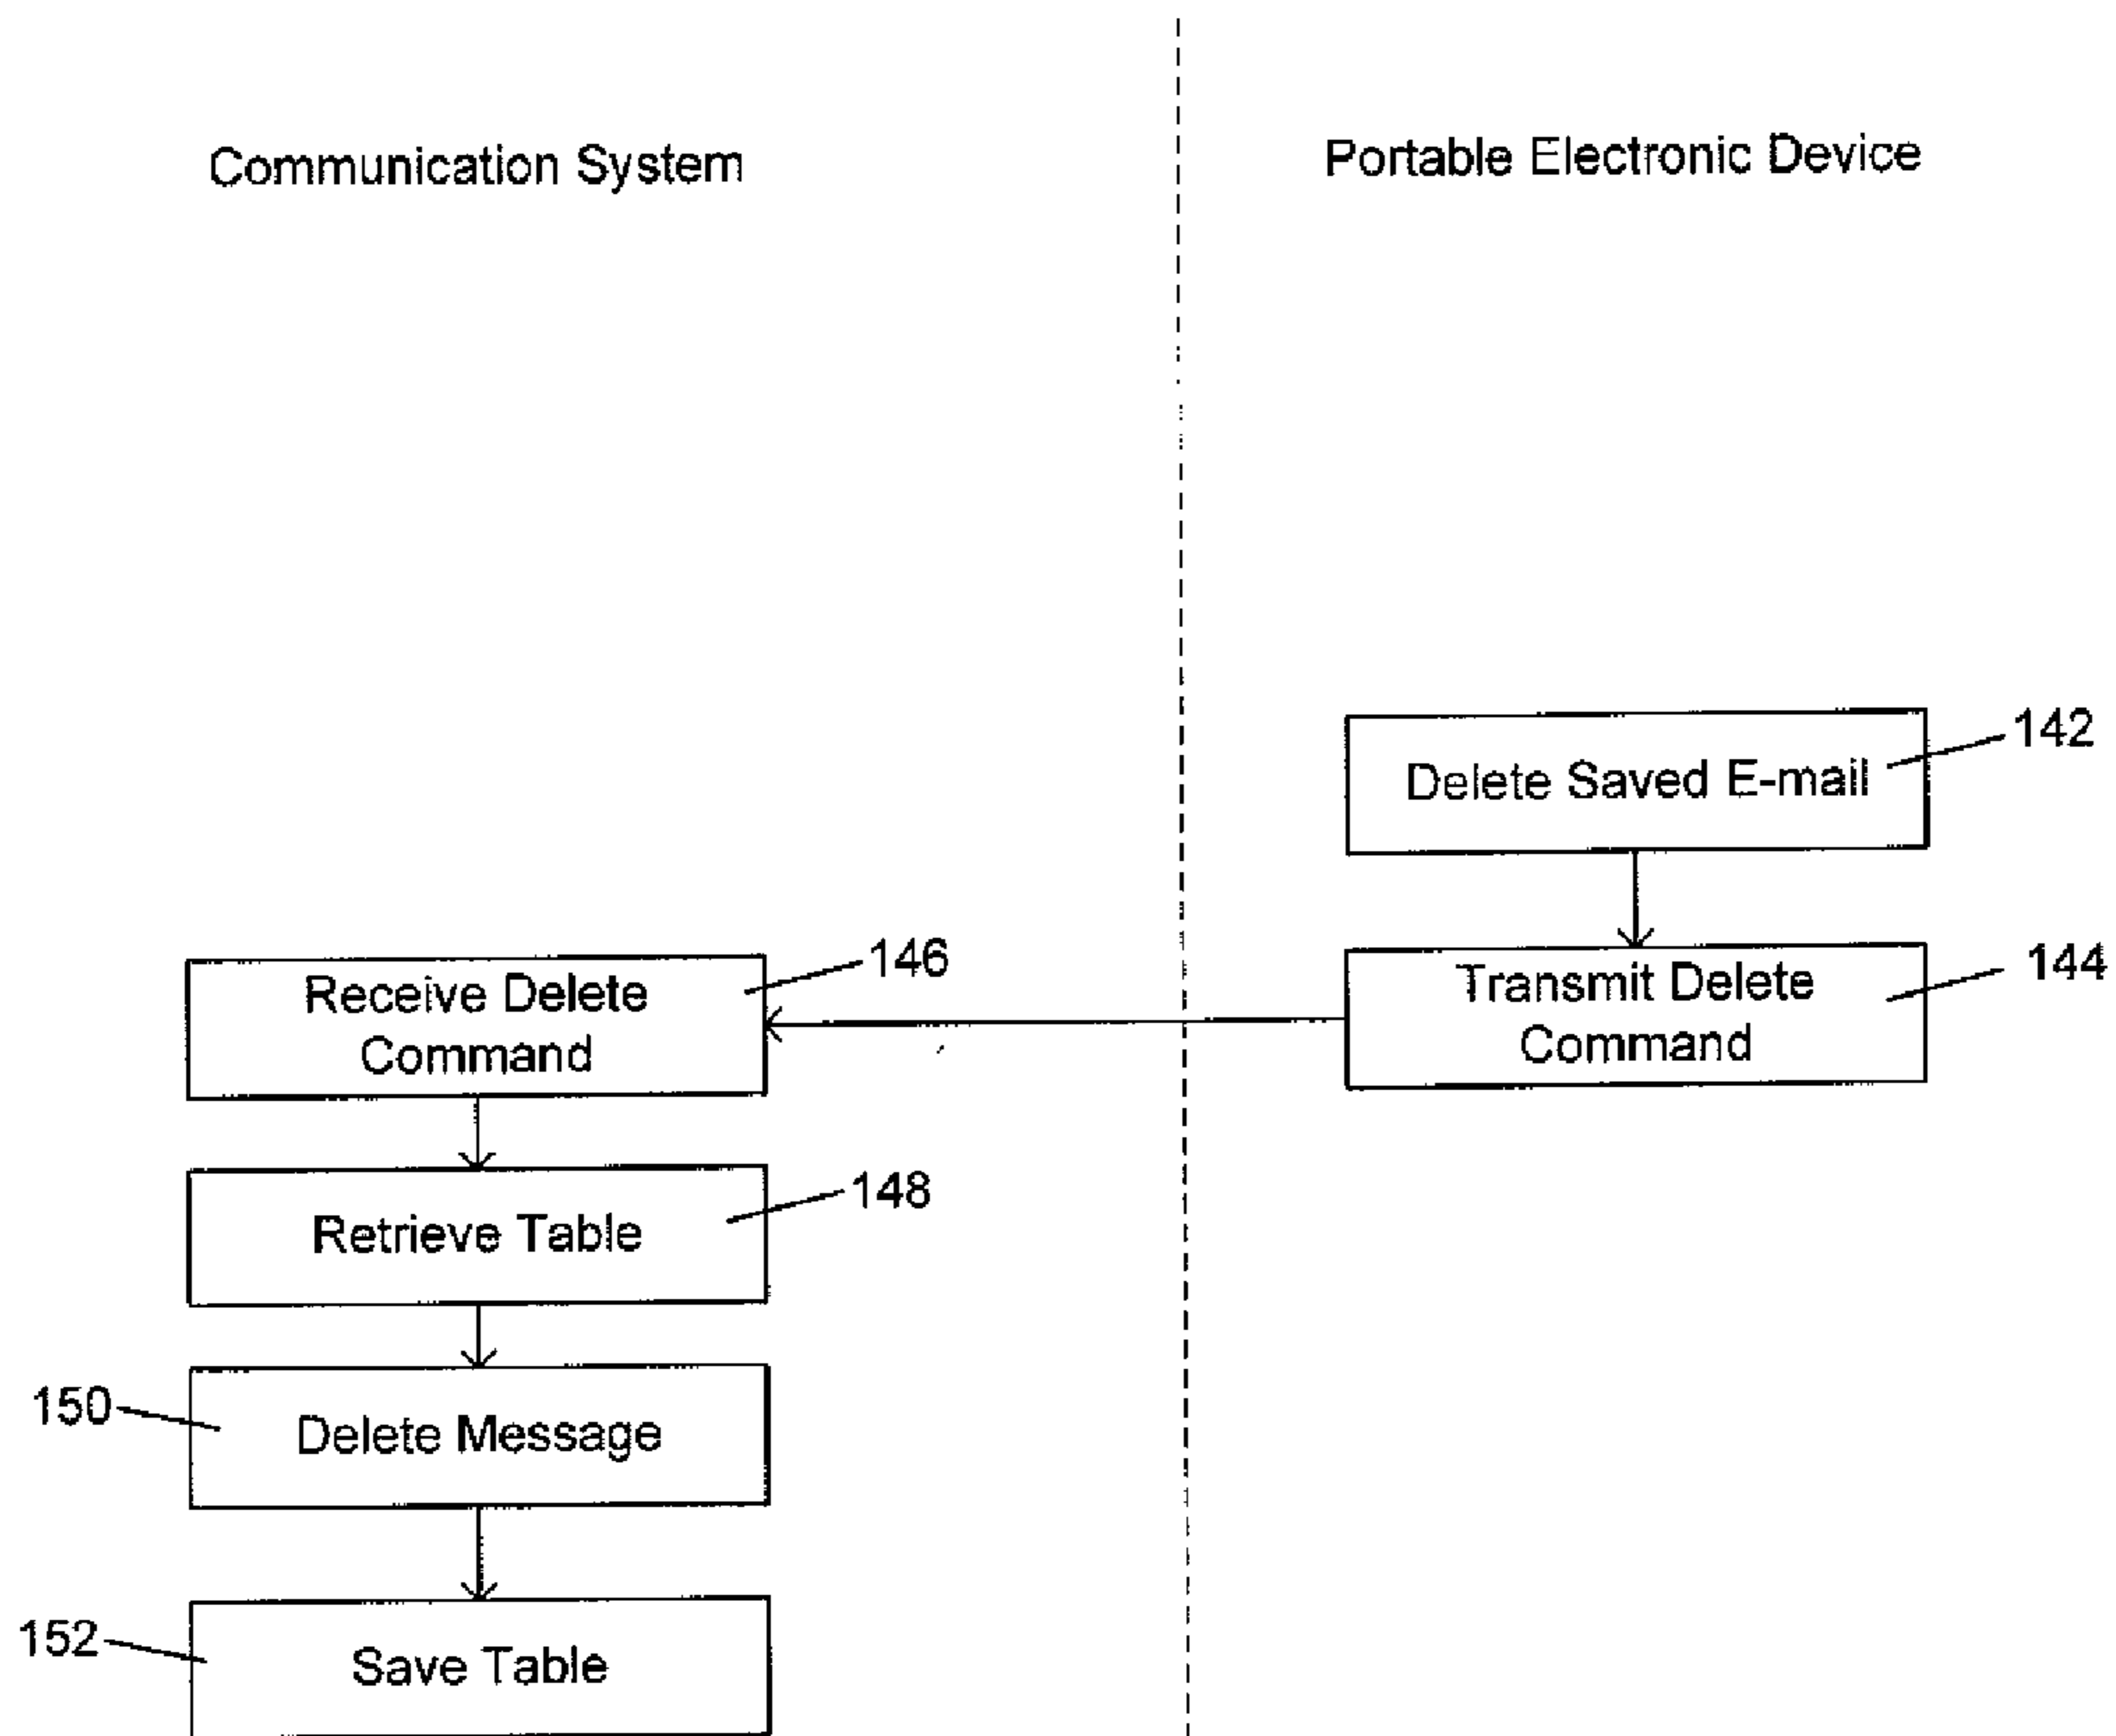 Communication System
Portable Electronic Device
Delete Saved E-mail
142
Transmit Delete
Command
144
Receive Delete
Command
146
Retrieve Table
148
150
Delete Message
152
Save Table